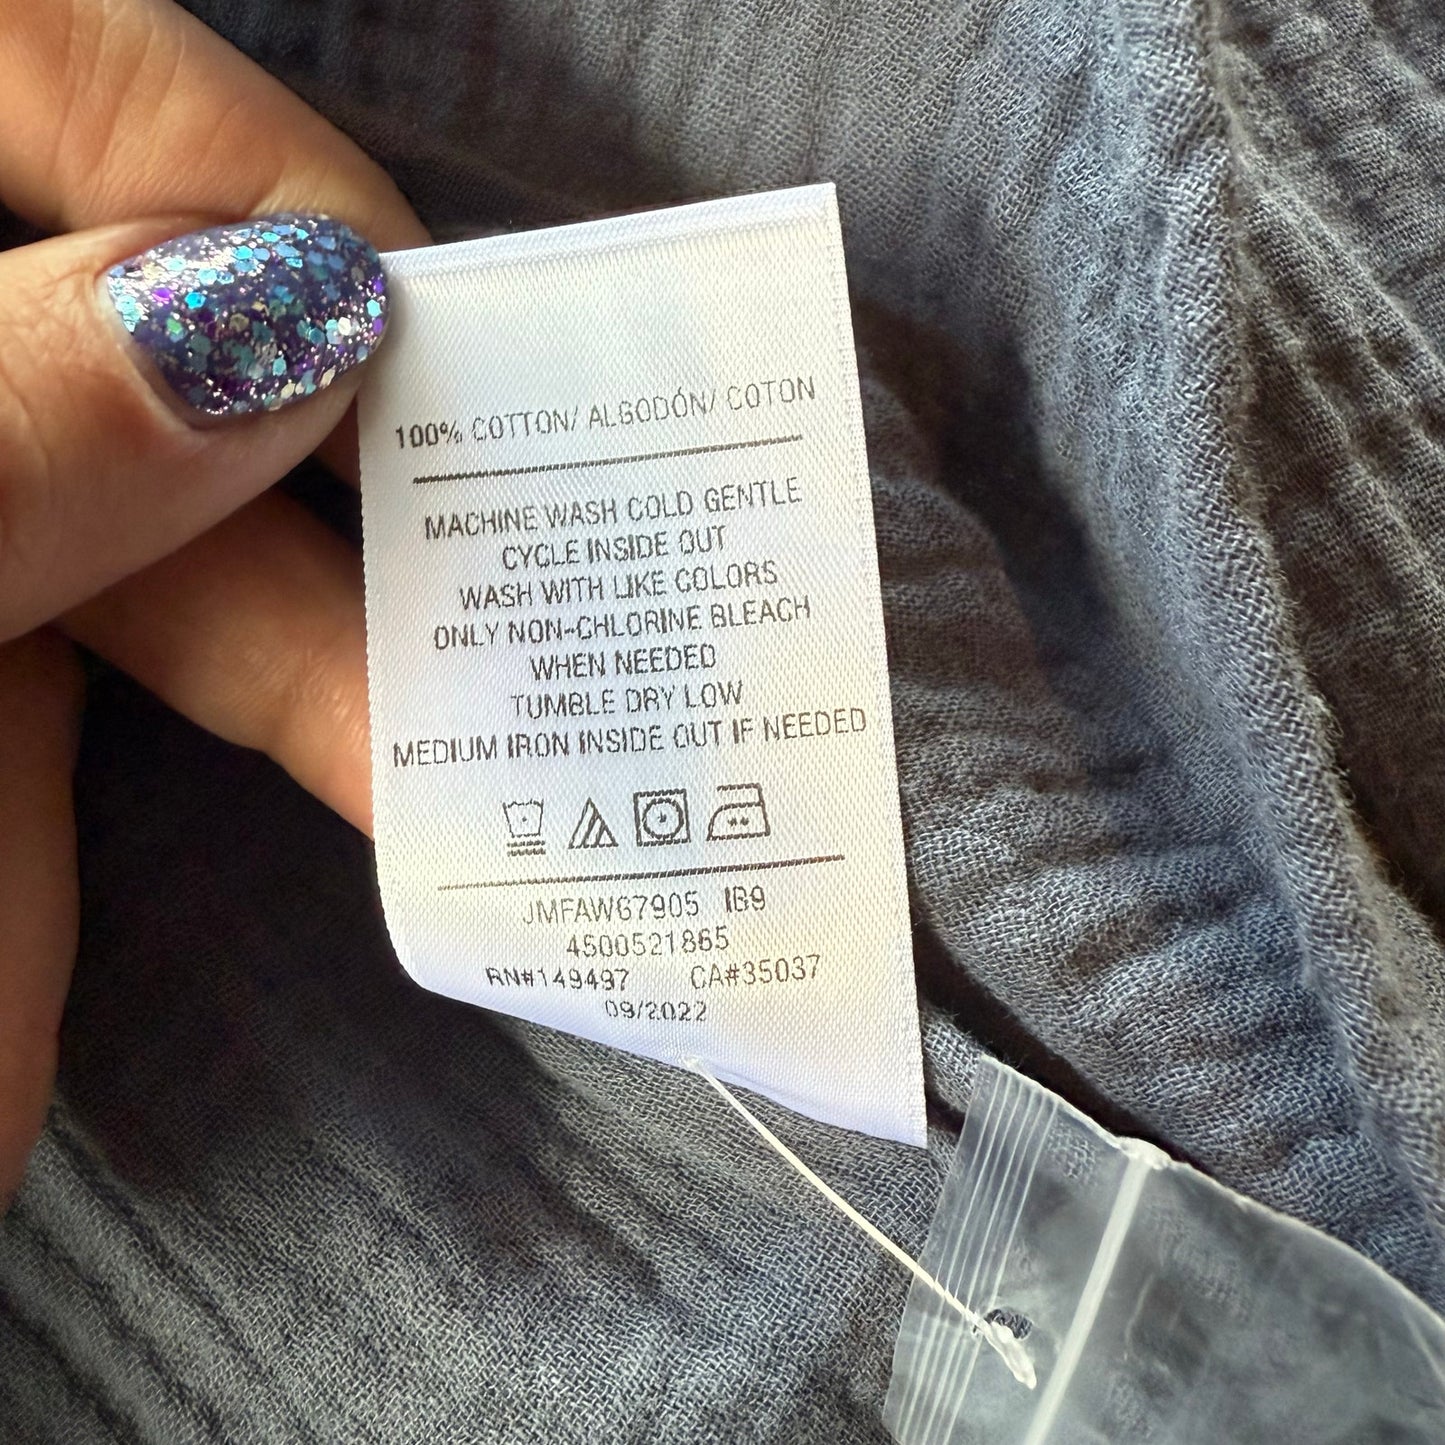 100% COTTON/ ALGODÓN/ COTON
MACHINE WASH COLD GENTLE
CYCLE INSIDE OUT
WASH WITH LIKE COLORS
ONLY NON-CHLORINE BLEACH
WHEN NEEDED
TUMBLE DRY LOW
MEDIUM IRON INSIDE OUT IF NEEDED
JMFAW67905 IB9
4500521865
RN#149497 CA#35037
09/2022